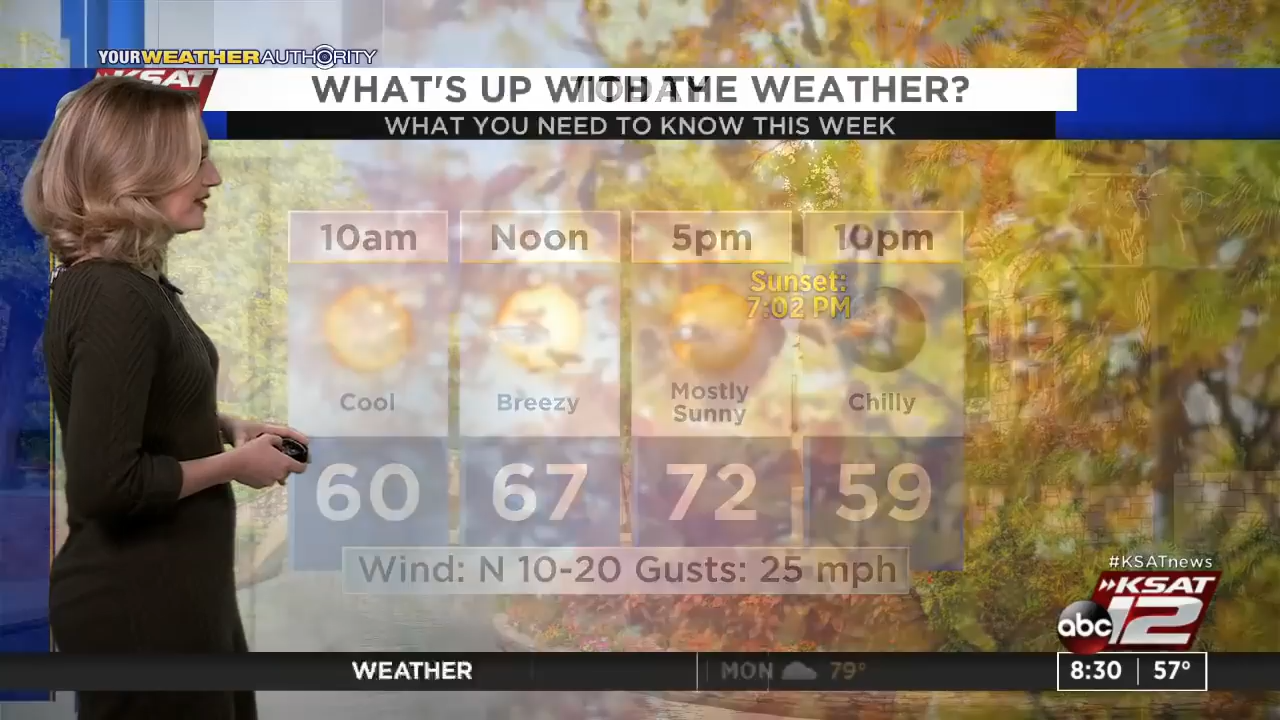 YOURWEATHERAUTHORITY
KSAT
WHAT'S UP WITH THE WEATHER?
TODAY
WHAT YOU NEED TO KNOW THIS WEEK
10am Noon 5pm 10pm
Sunset:
7:02 PM
Cool Breezy Mostly Sunny Chilly
60 67 72 59
Wind: N 10-20 Gusts: 25 mph
#KSATnews
KSAT
abc 12
WEATHER MON 79° 8:30 57°